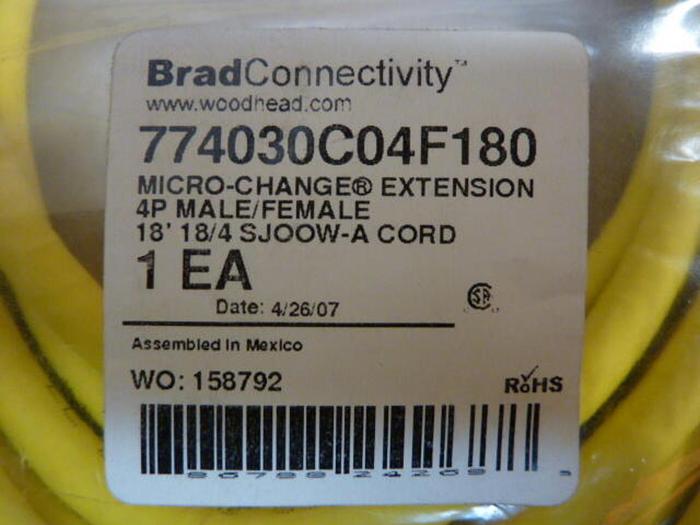 BradConnectivity™
www.woodhead.com
774030C04F180
MICRO-CHANGE® EXTENSION
4P MALE/FEMALE
18' 18/4 SJOOW-A CORD
1 EA
Date: 4/26/07
Assembled in Mexico
WO: 158792
RoHS